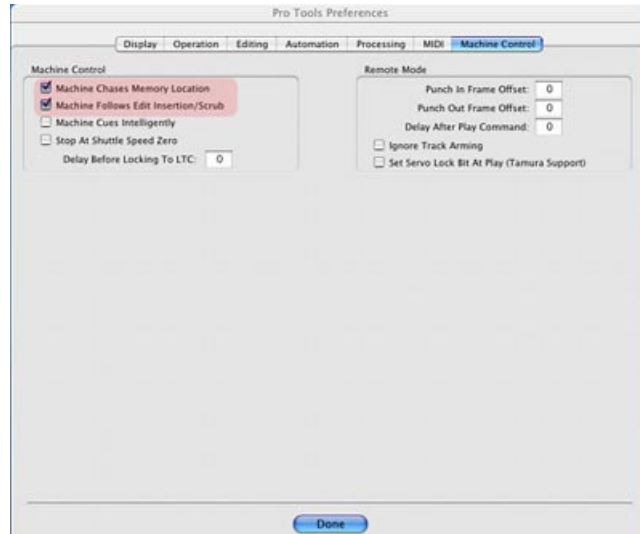 Pro Tools Preferences
Display Operation Editing Automation Processing MIDI Machine Control
Machine Control
Machine Chases Memory Location
Machine Follows Edit Insertion/Scrub
Machine Cues Intelligently
Stop At Shuttle Speed Zero
Delay Before Locking To LTC: 0
Remote Mode
Punch In Frame Offset: 0
Punch Out Frame Offset: 0
Delay After Play Command: 0
Ignore Track Arming
Set Servo Lock Bit At Play (Tamura Support)
Done